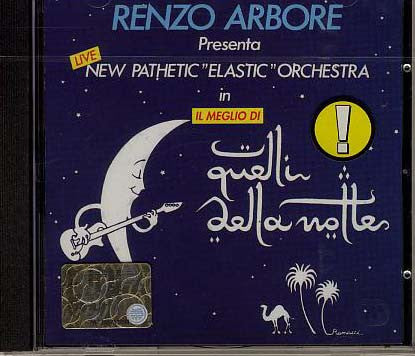 RENZO ARBORE
Presenta
LIVE
NEW PATHETIC "ELASTIC" ORCHESTRA
in
IL MEGLIO DI
!
quelli
della notte